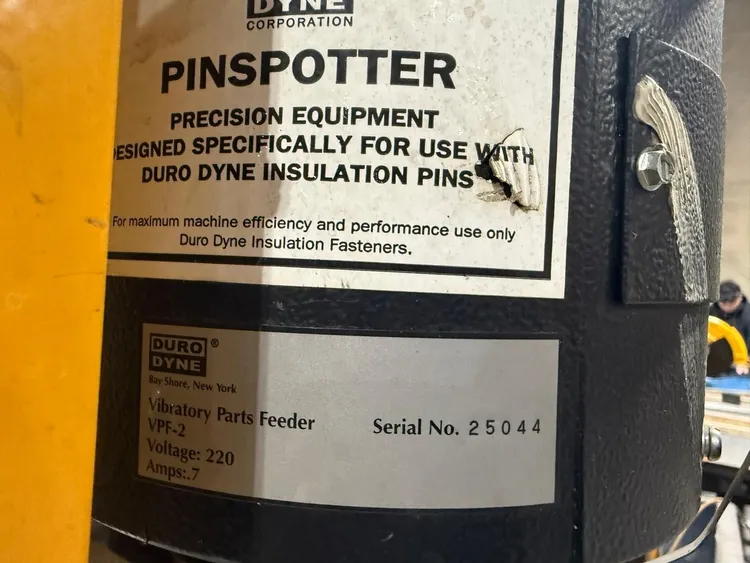 DYNE
CORPORATION
PINSPOTTER
PRECISION EQUIPMENT
DESIGNED SPECIFICALLY FOR USE WITH
DURO DYNE INSULATION PINS
For maximum machine efficiency and performance use only
Duro Dyne Insulation Fasteners.
DURO ®
DYNE
Bay Shore, New York
Vibratory Parts Feeder
VPF-2
Voltage: 220
Amps:.7
Serial No. 25044